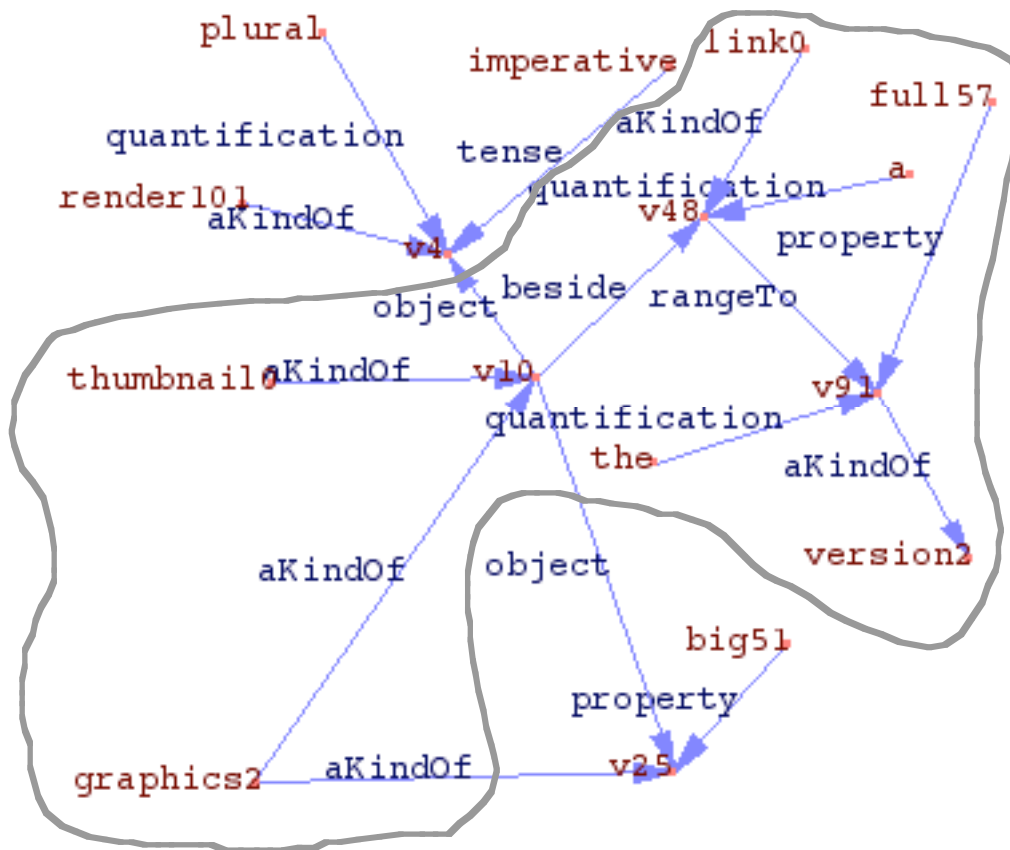 plural
imperative
link0
full57
quantification
aKindOf
tense
a
quantification
render101
aKindOf
v48
property
v4
object
beside
rangeTo
thumbnail0
aKindOf
v10
v91
quantification
the
aKindOf
version2
aKindOf
object
big51
property
graphics2
aKindOf
v25